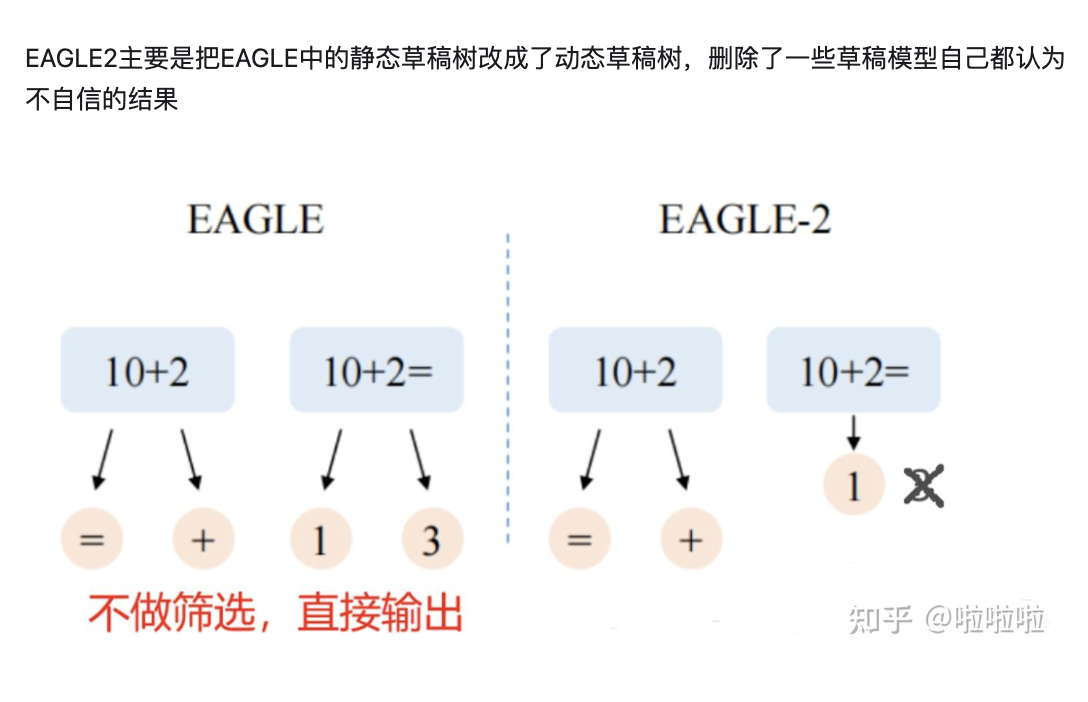 EAGLE2主要是把EAGLE中的静态草稿树改成了动态草稿树，删除了一些草稿模型自己都认为
不自信的结果
EAGLE
EAGLE-2
10+2
10+2=
10+2
10+2=
1
=
+
1
3
=
+
不做筛选，直接输出
知乎 @啦啦啦